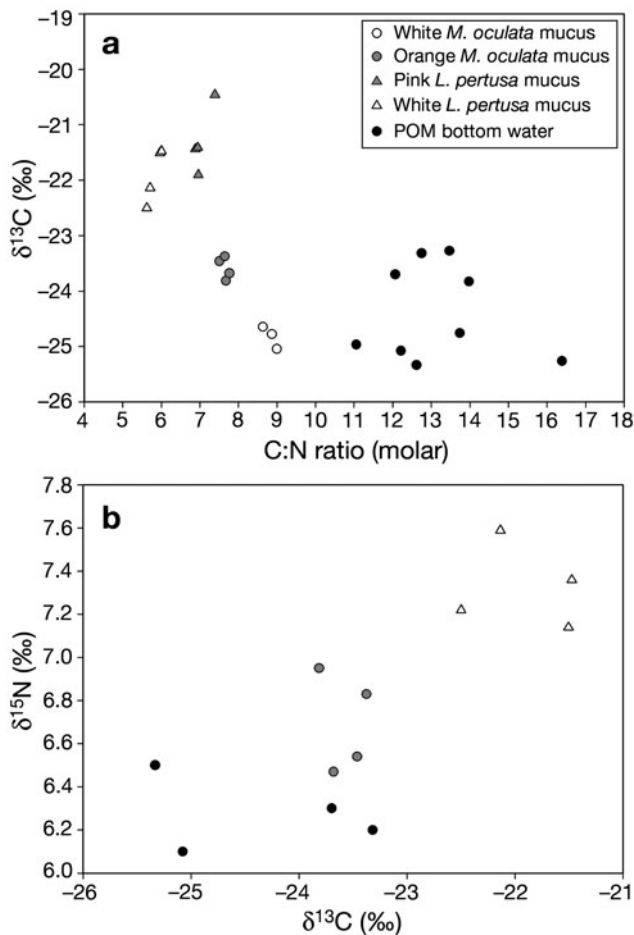 a
White M. oculata mucus
Orange M. oculata mucus
Pink L. pertusa mucus
White L. pertusa mucus
POM bottom water
−19
−20
−21
−22
−23
−24
−25
−26
δ¹³C (‰)
4 5 6 7 8 9 10 11 12 13 14 15 16 17 18
C:N ratio (molar)
b
7.8
7.6
7.4
7.2
7.0
6.8
6.6
6.4
6.2
6.0
δ¹⁵N (‰)
−26 −25 −24 −23 −22 −21
δ¹³C (‰)